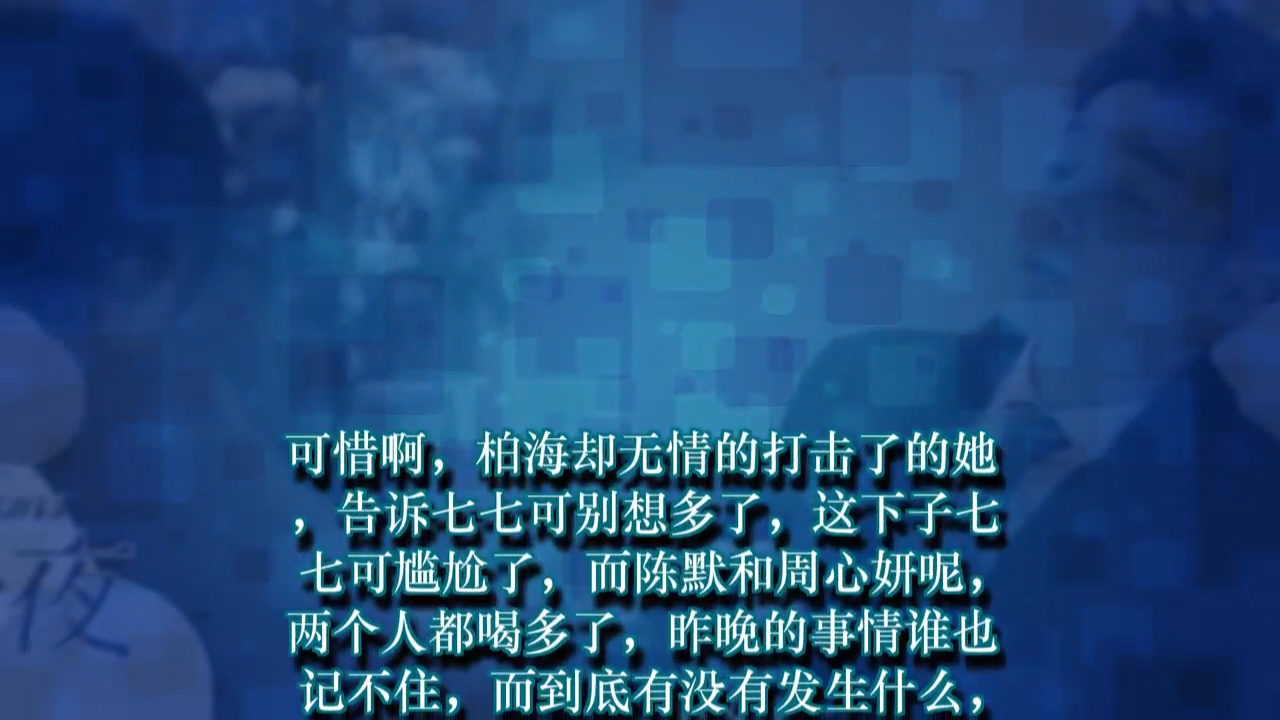 可惜啊，柏海却无情的打击了的她
，告诉七七可别想多了，这下子七
七可尴尬了，而陈默和周心妍呢，
两个人都喝多了，昨晚的事情谁也
记不住，而到底有没有发生什么，
夜